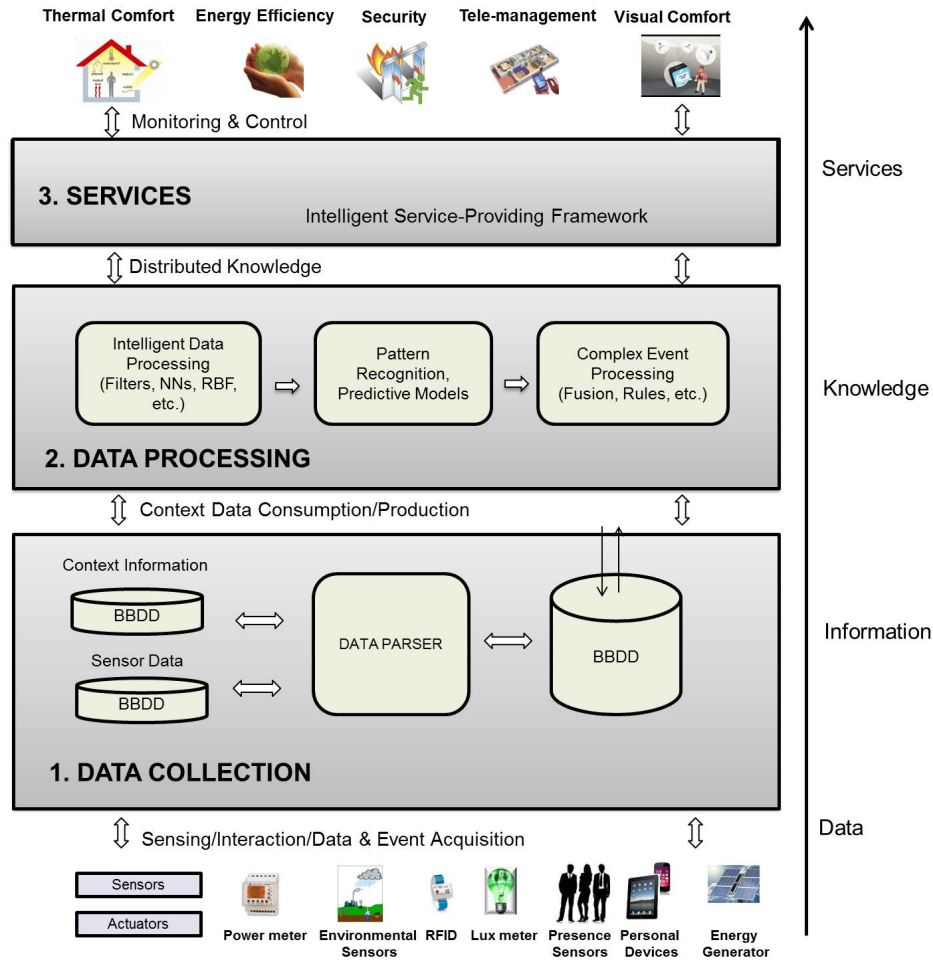 Thermal Comfort
Energy Efficiency
Security
Tele-management
Visual Comfort
Monitoring & Control
Services
3. SERVICES
Intelligent Service-Providing Framework
Distributed Knowledge
Intelligent Data
Processing
(Filters, NNs, RBF,
etc.)
Pattern
Recognition,
Predictive Models
Complex Event
Processing
(Fusion, Rules, etc.)
Knowledge
2. DATA PROCESSING
Context Data Consumption/Production
Context Information
BBDD
Sensor Data
BBDD
DATA PARSER
BBDD
Information
1. DATA COLLECTION
Data
Sensing/Interaction/Data & Event Acquisition
Sensors
Actuators
Power meter
Environmental
Sensors
RFID
Lux meter
Presence
Sensors
Personal
Devices
Energy
Generator